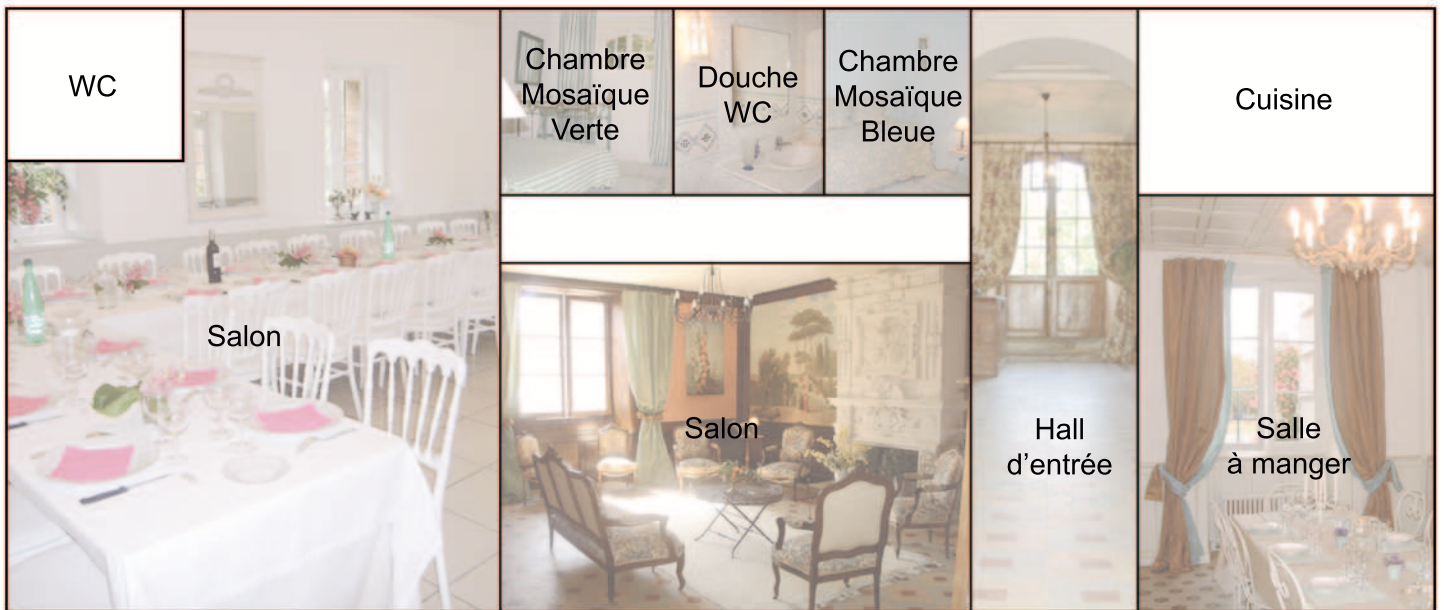 WC
Salon
Chambre
Mosaïque
Verte
Douche
WC
Chambre
Mosaïque
Bleue
Salon
Hall
d'entrée
Cuisine
Salle
à manger